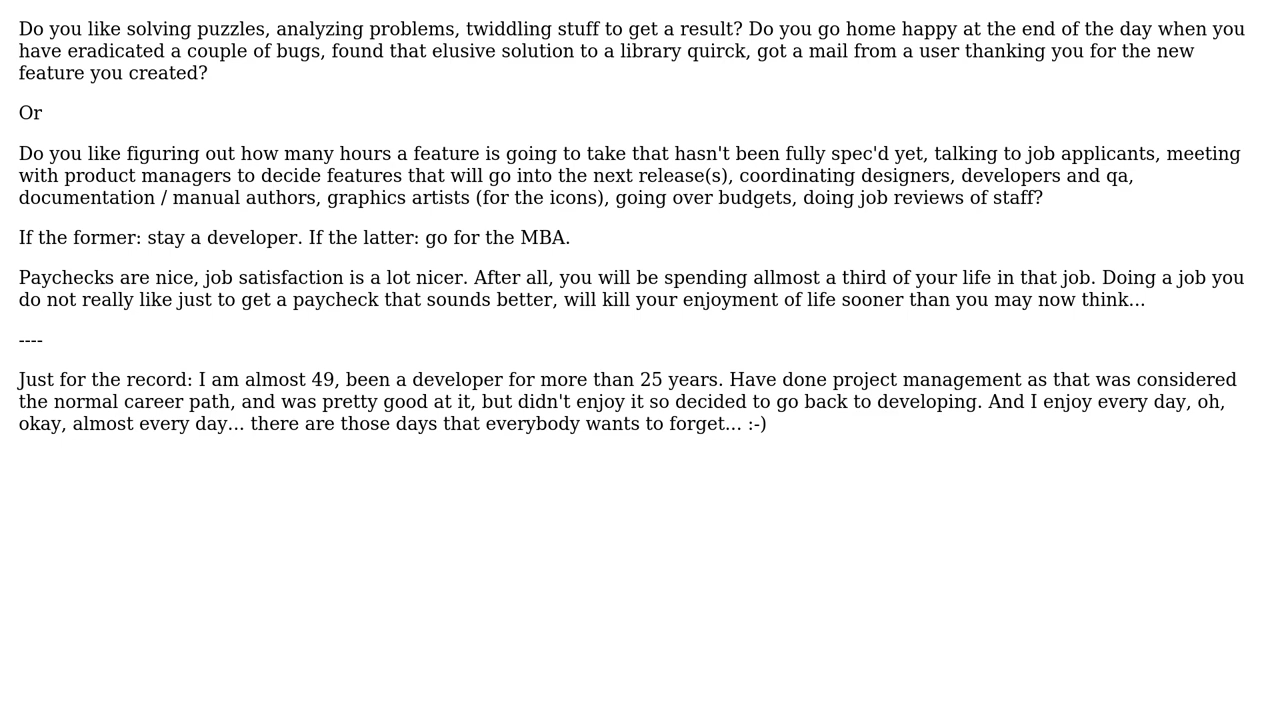 Do you like solving puzzles, analyzing problems, twiddling stuff to get a result? Do you go home happy at the end of the day when you
have eradicated a couple of bugs, found that elusive solution to a library quirck, got a mail from a user thanking you for the new
feature you created?
Or
Do you like figuring out how many hours a feature is going to take that hasn't been fully spec'd yet, talking to job applicants, meeting
with product managers to decide features that will go into the next release(s), coordinating designers, developers and qa,
documentation / manual authors, graphics artists (for the icons), going over budgets, doing job reviews of staff?
If the former: stay a developer. If the latter: go for the MBA.
Paychecks are nice, job satisfaction is a lot nicer. After all, you will be spending allmost a third of your life in that job. Doing a job you
do not really like just to get a paycheck that sounds better, will kill your enjoyment of life sooner than you may now think...
----
Just for the record: I am almost 49, been a developer for more than 25 years. Have done project management as that was considered
the normal career path, and was pretty good at it, but didn't enjoy it so decided to go back to developing. And I enjoy every day, oh,
okay, almost every day... there are those days that everybody wants to forget... :-)